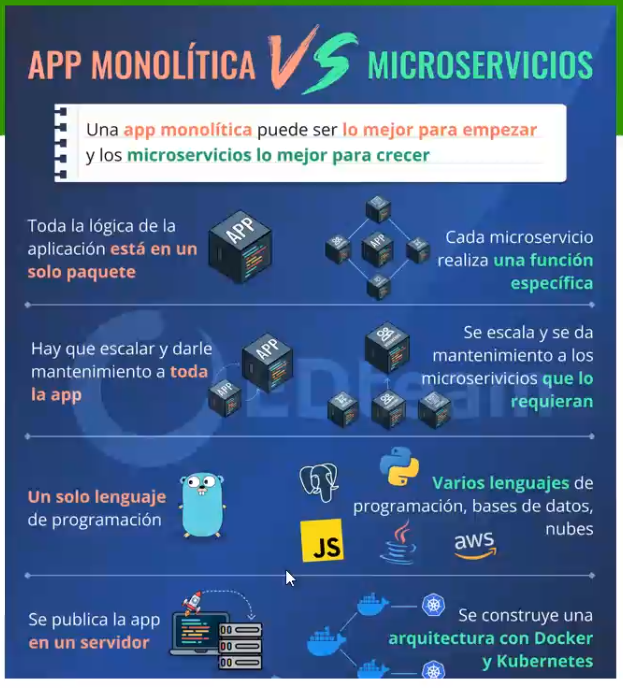 APP MONOLÍTICA VS MICROSERVICIOS
Una app monolítica puede ser lo mejor para empezar
y los microservicios lo mejor para crecer
Toda la lógica de la
aplicación está en un
solo paquete
APP
APP
Cada microservicio
realiza una función
específica
Hay que escalar y darle
mantenimiento a toda
la app
APP
APP
Se escala y se da
mantenimiento a los
microserivicios que lo
requieran
EDteam
Un solo lenguaje
de programación
JS
aws
Varios lenguajes de
programación, bases de datos,
nubes
Se publica la app
en un servidor
Se construye una
arquitectura con Docker
y Kubernetes